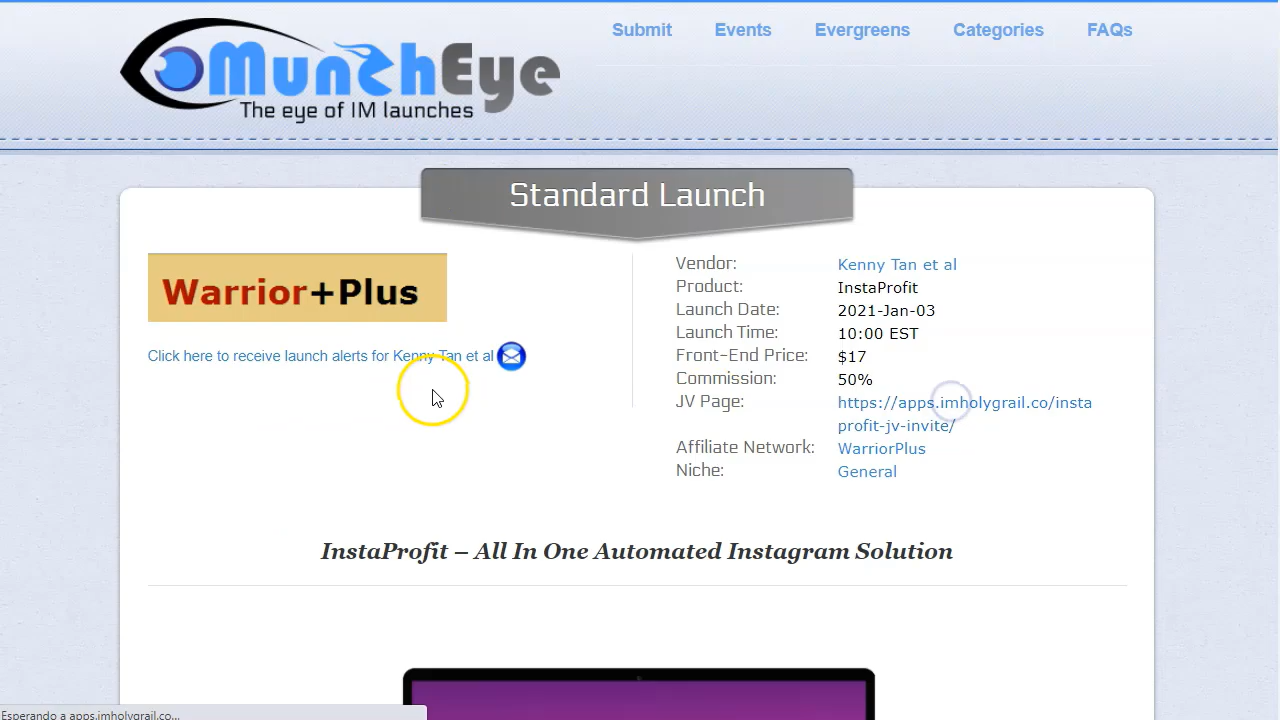 Submit Events Evergreens Categories FAQs
MunchEye
The eye of IM launches
Standard Launch
Warrior+Plus
Click here to receive launch alerts for Kenny Tan et al
Vendor: Kenny Tan et al
Product: InstaProfit
Launch Date: 2021-Jan-03
Launch Time: 10:00 EST
Front-End Price: $17
Commission: 50%
JV Page: https://apps.imholygrail.co/insta
profit-jv-invite/
Affiliate Network: WarriorPlus
Niche: General
InstaProfit – All In One Automated Instagram Solution
Esperando a apps.imholygrail.co...